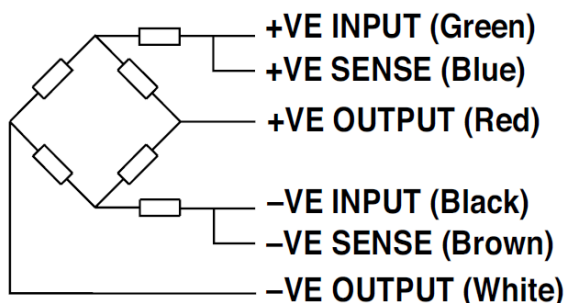 +VE INPUT (Green)
+VE SENSE (Blue)
+VE OUTPUT (Red)
–VE INPUT (Black)
–VE SENSE (Brown)
–VE OUTPUT (White)